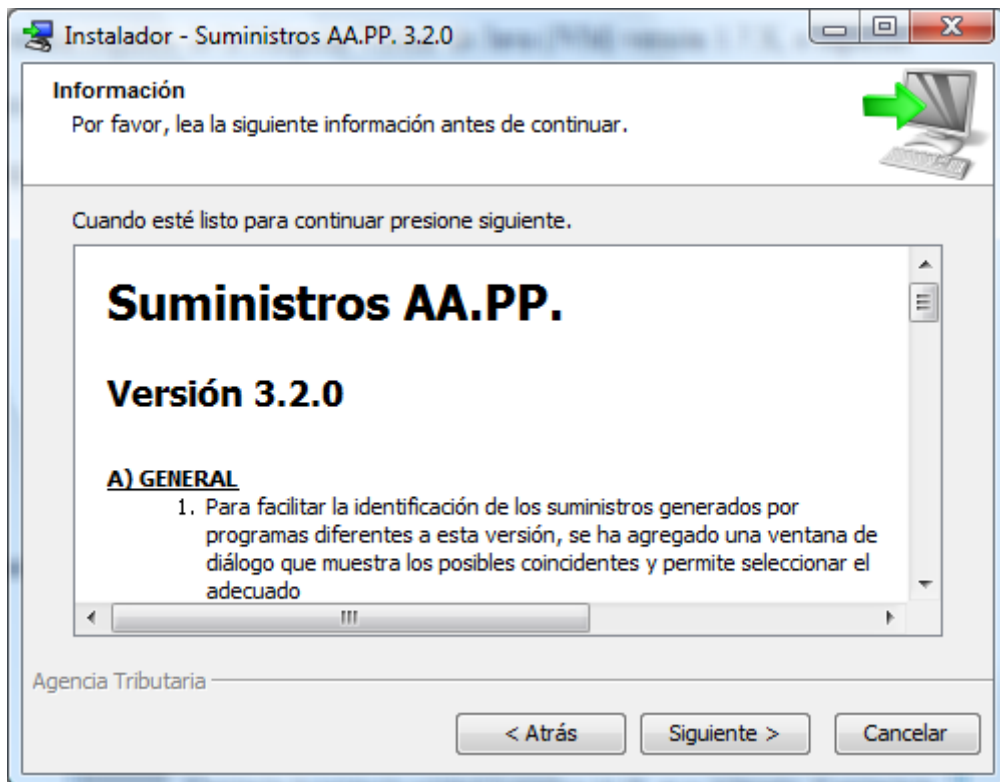 Instalador - Suministros AA.PP. 3.2.0
Información
Por favor, lea la siguiente información antes de continuar.
Cuando esté listo para continuar presione siguiente.
Suministros AA.PP.
Versión 3.2.0
A) GENERAL
1. Para facilitar la identificación de los suministros generados por
programas diferentes a esta versión, se ha agregado una ventana de
diálogo que muestra los posibles coincidentes y permite seleccionar el
adecuado
Agencia Tributaria
< Atrás
Siguiente >
Cancelar